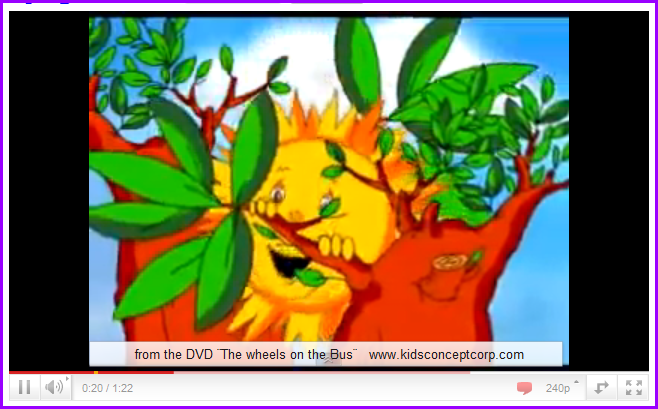 from the DVD ¨The wheels on the Bus¨ www.kidsconceptcorp.com
0:20 / 1:22
240p